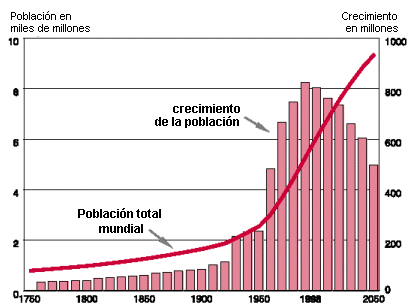 Población en
miles de millones
Crecimiento
en millones
10
1000
8
800
crecimiento
de la población
6
600
4
400
Población total
mundial
2
200
0
0
1750
1800
1850
1900
1950
1998
2050